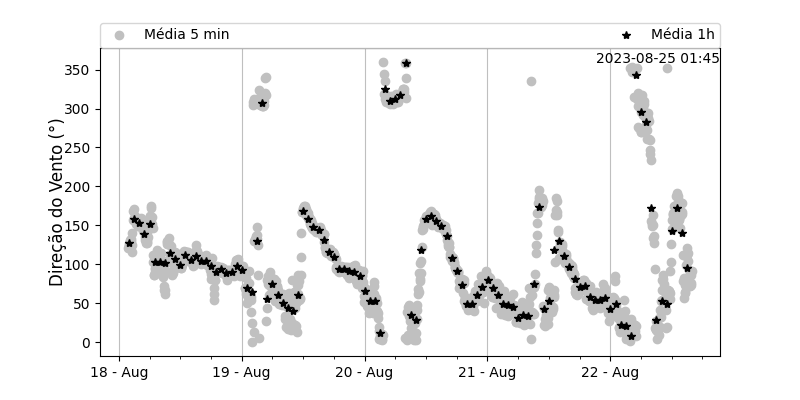 Média 5 min
Média 1h
2023-08-25 01:45
Direção do Vento (°)
350
300
250
200
150
100
50
0
18 - Aug
19 - Aug
20 - Aug
21 - Aug
22 - Aug